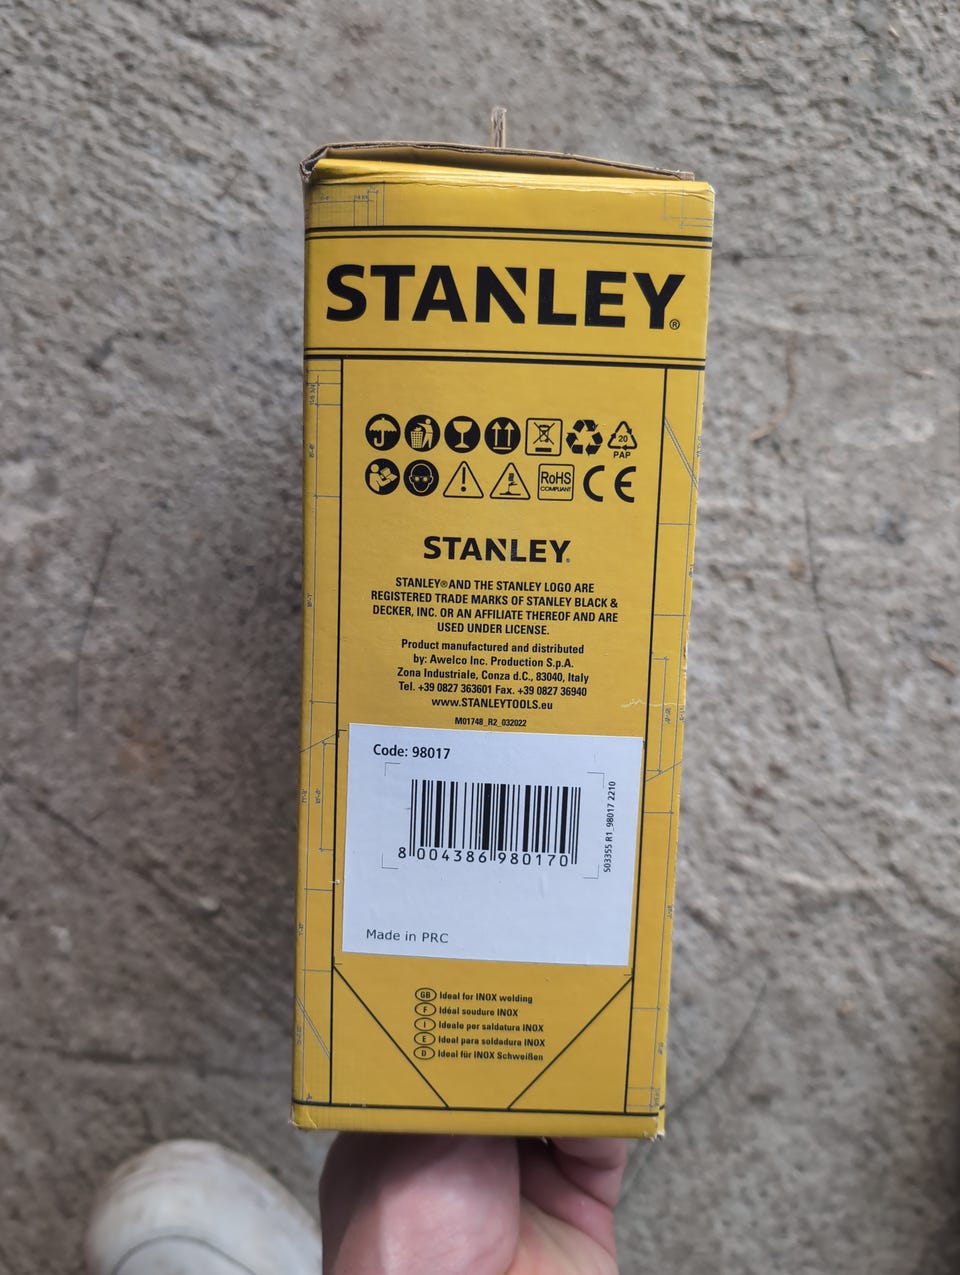 STANLEY®
20
PAP
RoHS
COMPLIANT
CE
STANLEY®
STANLEY® AND THE STANLEY LOGO ARE
REGISTERED TRADE MARKS OF STANLEY BLACK &
DECKER, INC. OR AN AFFILIATE THEREOF AND ARE
USED UNDER LICENSE.
Product manufactured and distributed
by: Awelco Inc. Production S.p.A.
Zona Industriale, Conza d.C., 83040, Italy
Tel. +39 0827 363601 Fax. +39 0827 36940
www.STANLEYTOOLS.eu
M01748_R2_032022
Code: 98017
8 004386 980170
503355 R1_98017 2210
Made in PRC
GB Ideal for INOX welding
F Idéal soudure INOX
I Ideale per saldatura INOX
E Ideal para soldadura INOX
D Ideal für INOX Schweißen